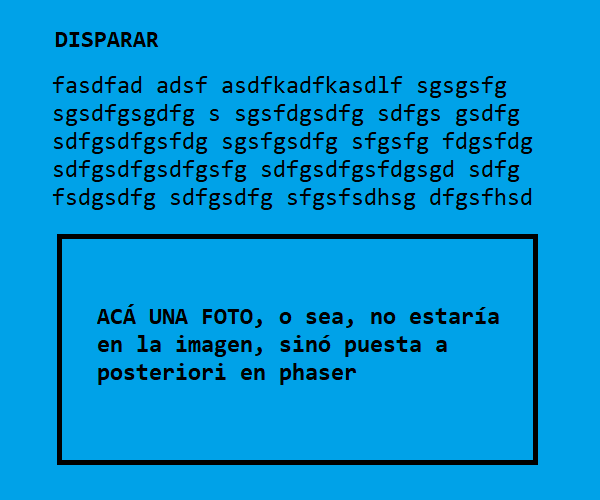 DISPARAR
fasdfad adsf asdfkadfkasdlf sgsgsfg
sgsdfgsgdfg s sgsfdgsdfg sdfgs gsdfg
sdfgsdfgsfdg sgsfgsdfg sfgsfg fdgsfdg
sdfgsdfgsdfgsfg sdfgsdfgsfdgsgd sdfg
fsdgsdfg sdfgsdfg sfgsfsdhsg dfgsfhsd
ACÁ UNA FOTO, o sea, no estaría
en la imagen, sinó puesta a
posteriori en phaser